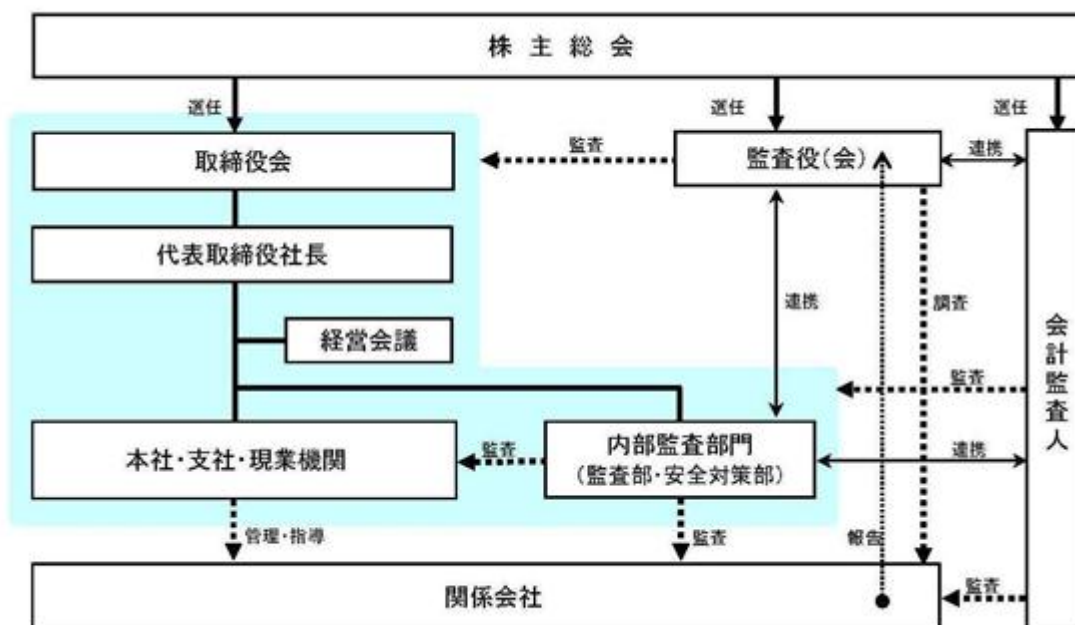 株主総会
選任
選任
選任
取締役会
監査
監査役(会)
連携
代表取締役社長
連携
調査
経営会議
会計監査人
監査
本社・支社・現業機関
監査
内部監査部門
(監査部・安全対策部)
連携
管理・指導
監査
報告
関係会社
監査